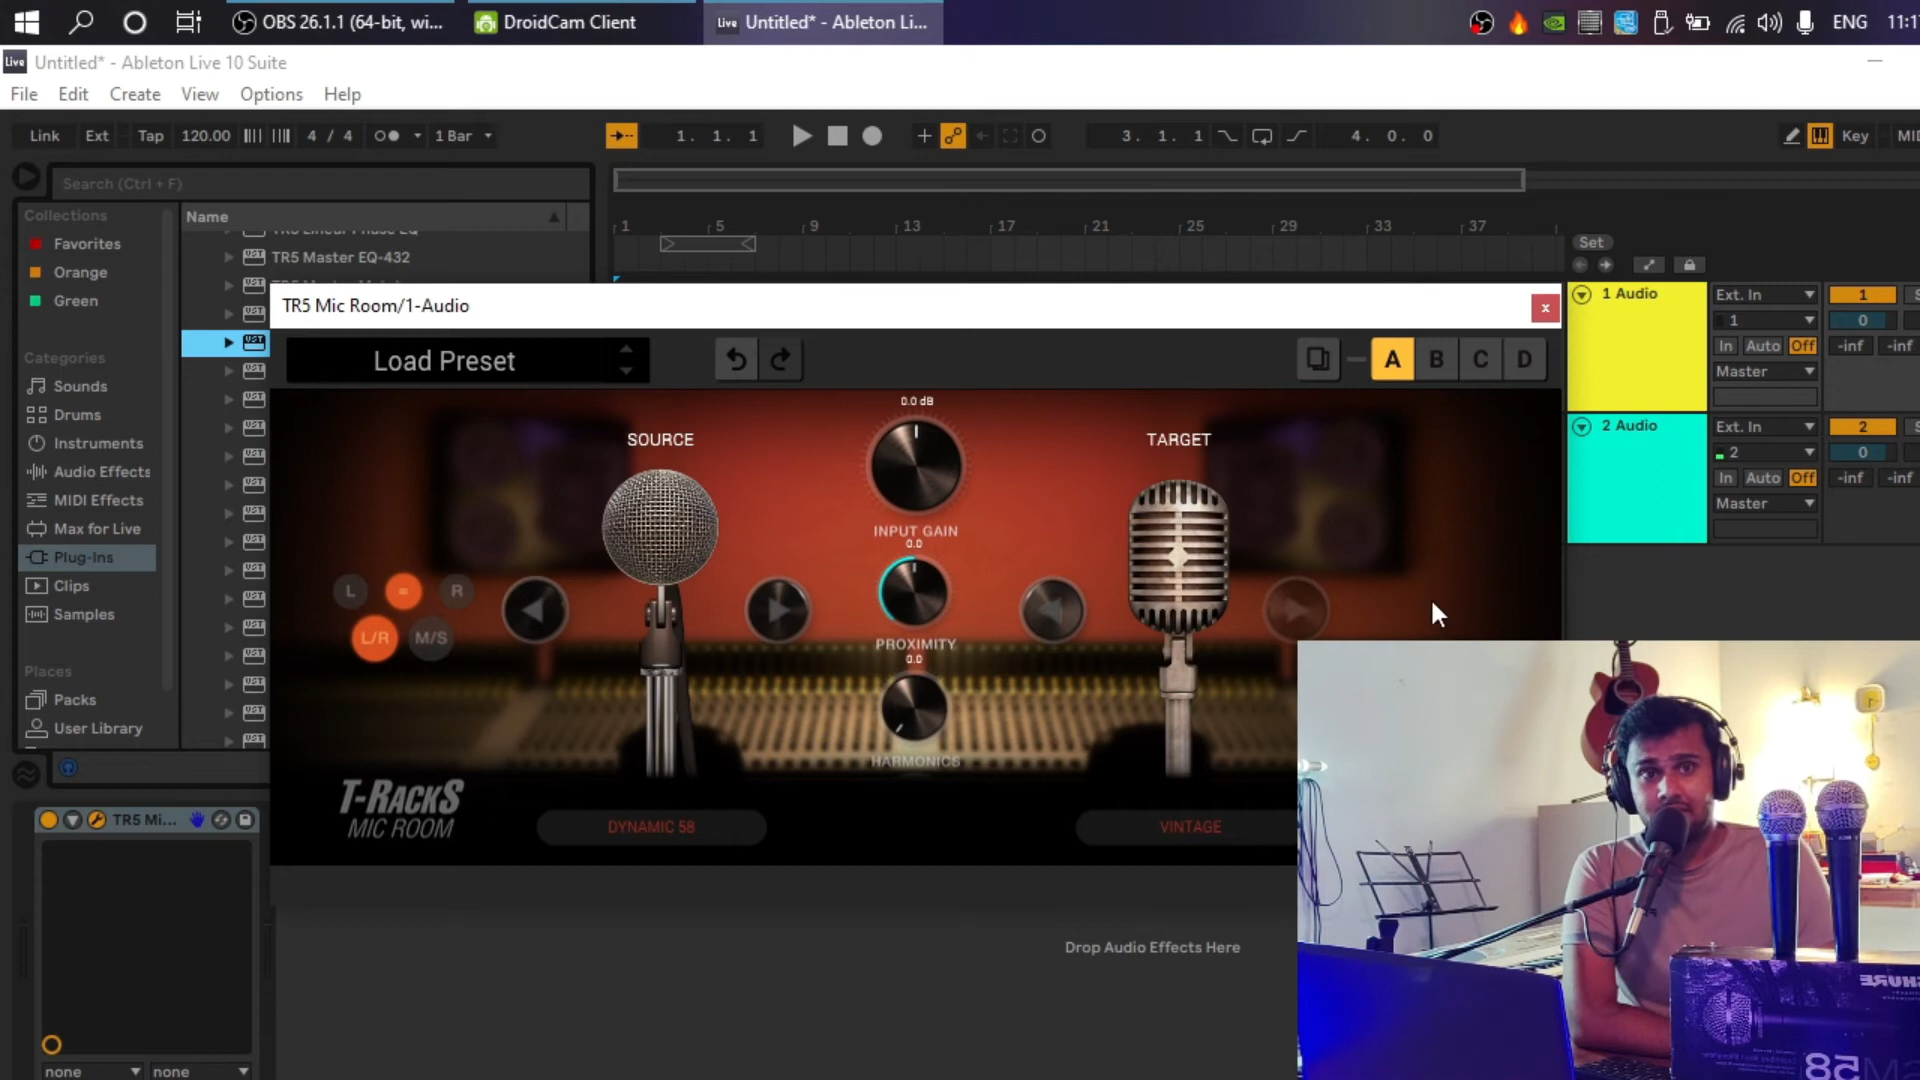 OBS 26.1.1 (64-bit, wi...
DroidCam Client
Live Untitled* - Ableton Li...
ENG
Live Untitled* - Ableton Live 10 Suite
File Edit Create View Options Help
Link Ext Tap 120.00 4 / 4 1 Bar
1. 1. 1
3. 1. 1
4. 0. 0
Key
Search (Ctrl + F)
Collections
Favorites
Orange
Green
Categories
Sounds
Drums
Instruments
Audio Effects
MIDI Effects
Max for Live
Plug-Ins
Clips
Samples
Places
Packs
User Library
Name
TR5 Master EQ-432
1 5 9 13 17 21 25 29 33 37
Set
1 Audio
Ext. In
1
1
0
In Auto Off
-inf -inf
Master
2 Audio
Ext. In
2
2
0
In Auto Off
-inf -inf
Master
TR5 Mic Room/1-Audio
x
Load Preset
A B C D
0.0 dB
SOURCE
TARGET
INPUT GAIN
0.0
L = R
L/R M/S
PROXIMITY
0.0
HARMONICS
T-RackS
MIC ROOM
DYNAMIC 58
VINTAGE
TR5 Mi...
Drop Audio Effects Here
none none
SHURE
58